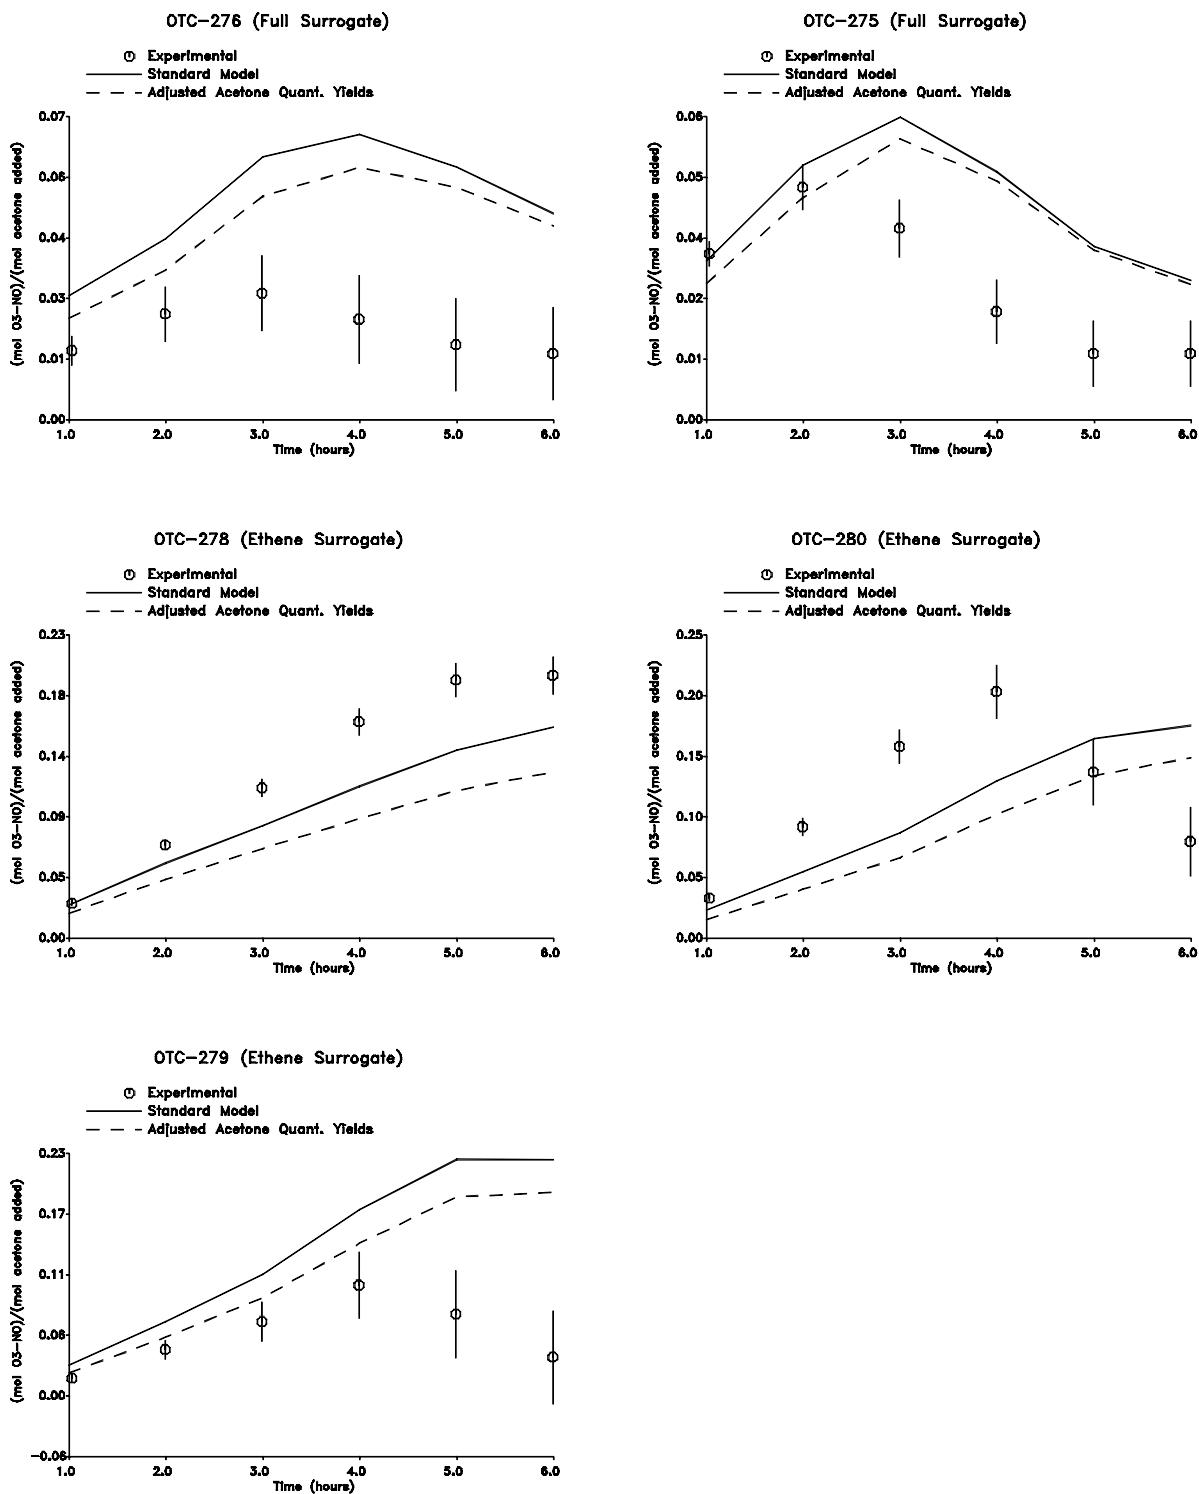 OTC-276 (Full Surrogate)
Experimental
Standard Model
Adjusted Acetone Quant. Yields
0.07
0.06
0.04
0.03
0.01
0.00
(mol O3-NO)/(mol acetone added)
1.0 2.0 3.0 4.0 5.0 6.0
Time (hours)
OTC-275 (Full Surrogate)
Experimental
Standard Model
Adjusted Acetone Quant. Yields
0.06
0.05
0.04
0.02
0.01
0.00
(mol O3-NO)/(mol acetone added)
1.0 2.0 3.0 4.0 5.0 6.0
Time (hours)
OTC-278 (Ethene Surrogate)
Experimental
Standard Model
Adjusted Acetone Quant. Yields
0.23
0.18
0.14
0.09
0.05
0.00
(mol O3-NO)/(mol acetone added)
1.0 2.0 3.0 4.0 5.0 6.0
Time (hours)
OTC-280 (Ethene Surrogate)
Experimental
Standard Model
Adjusted Acetone Quant. Yields
0.25
0.20
0.15
0.10
0.05
0.00
(mol O3-NO)/(mol acetone added)
1.0 2.0 3.0 4.0 5.0 6.0
Time (hours)
OTC-279 (Ethene Surrogate)
Experimental
Standard Model
Adjusted Acetone Quant. Yields
0.23
0.17
0.11
0.06
0.00
-0.06
(mol O3-NO)/(mol acetone added)
1.0 2.0 3.0 4.0 5.0 6.0
Time (hours)